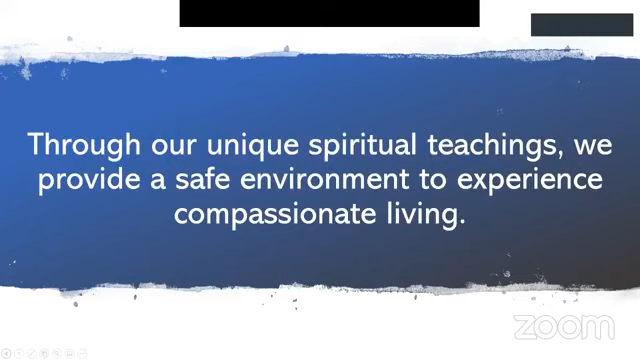 Through our unique spiritual teachings, we
provide a safe environment to experience
compassionate living.
zoom